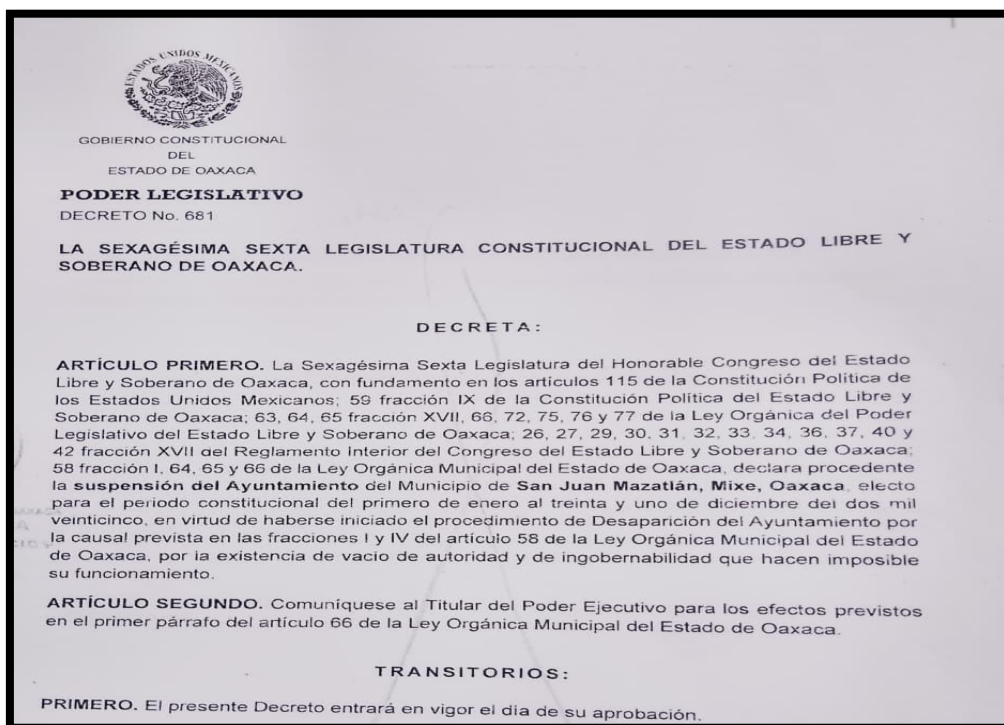 ESTADOS UNIDOS MEXICANOS
GOBIERNO CONSTITUCIONAL
DEL
ESTADO DE OAXACA
PODER LEGISLATIVO
DECRETO No. 681
LA SEXAGÉSIMA SEXTA LEGISLATURA CONSTITUCIONAL DEL ESTADO LIBRE Y
SOBERANO DE OAXACA.
DECRETA:
ARTÍCULO PRIMERO. La Sexagésima Sexta Legislatura del Honorable Congreso del Estado
Libre y Soberano de Oaxaca, con fundamento en los artículos 115 de la Constitución Política de
los Estados Unidos Mexicanos; 59 fracción IX de la Constitución Política del Estado Libre y
Soberano de Oaxaca; 63, 64, 65 fracción XVII, 66, 72, 75, 76 y 77 de la Ley Orgánica del Poder
Legislativo del Estado Libre y Soberano de Oaxaca; 26, 27, 29, 30, 31, 32, 33, 34, 36, 37, 40 y
42 fracción XVII del Reglamento Interior del Congreso del Estado Libre y Soberano de Oaxaca;
58 fracción I, 64, 65 y 66 de la Ley Orgánica Municipal del Estado de Oaxaca, declara procedente
la suspensión del Ayuntamiento del Municipio de San Juan Mazatlán, Mixe, Oaxaca, electo
para el periodo constitucional del primero de enero al treinta y uno de diciembre del dos mil
veinticinco, en virtud de haberse iniciado el procedimiento de Desaparición del Ayuntamiento por
la causal prevista en las fracciones I y IV del artículo 58 de la Ley Orgánica Municipal del Estado
de Oaxaca, por la existencia de vacio de autoridad y de ingobernabilidad que hacen imposible
su funcionamiento.
ARTÍCULO SEGUNDO. Comuníquese al Titular del Poder Ejecutivo para los efectos previstos
en el primer párrafo del artículo 66 de la Ley Orgánica Municipal del Estado de Oaxaca.
TRANSITORIOS:
PRIMERO. El presente Decreto entrará en vigor el día de su aprobación.